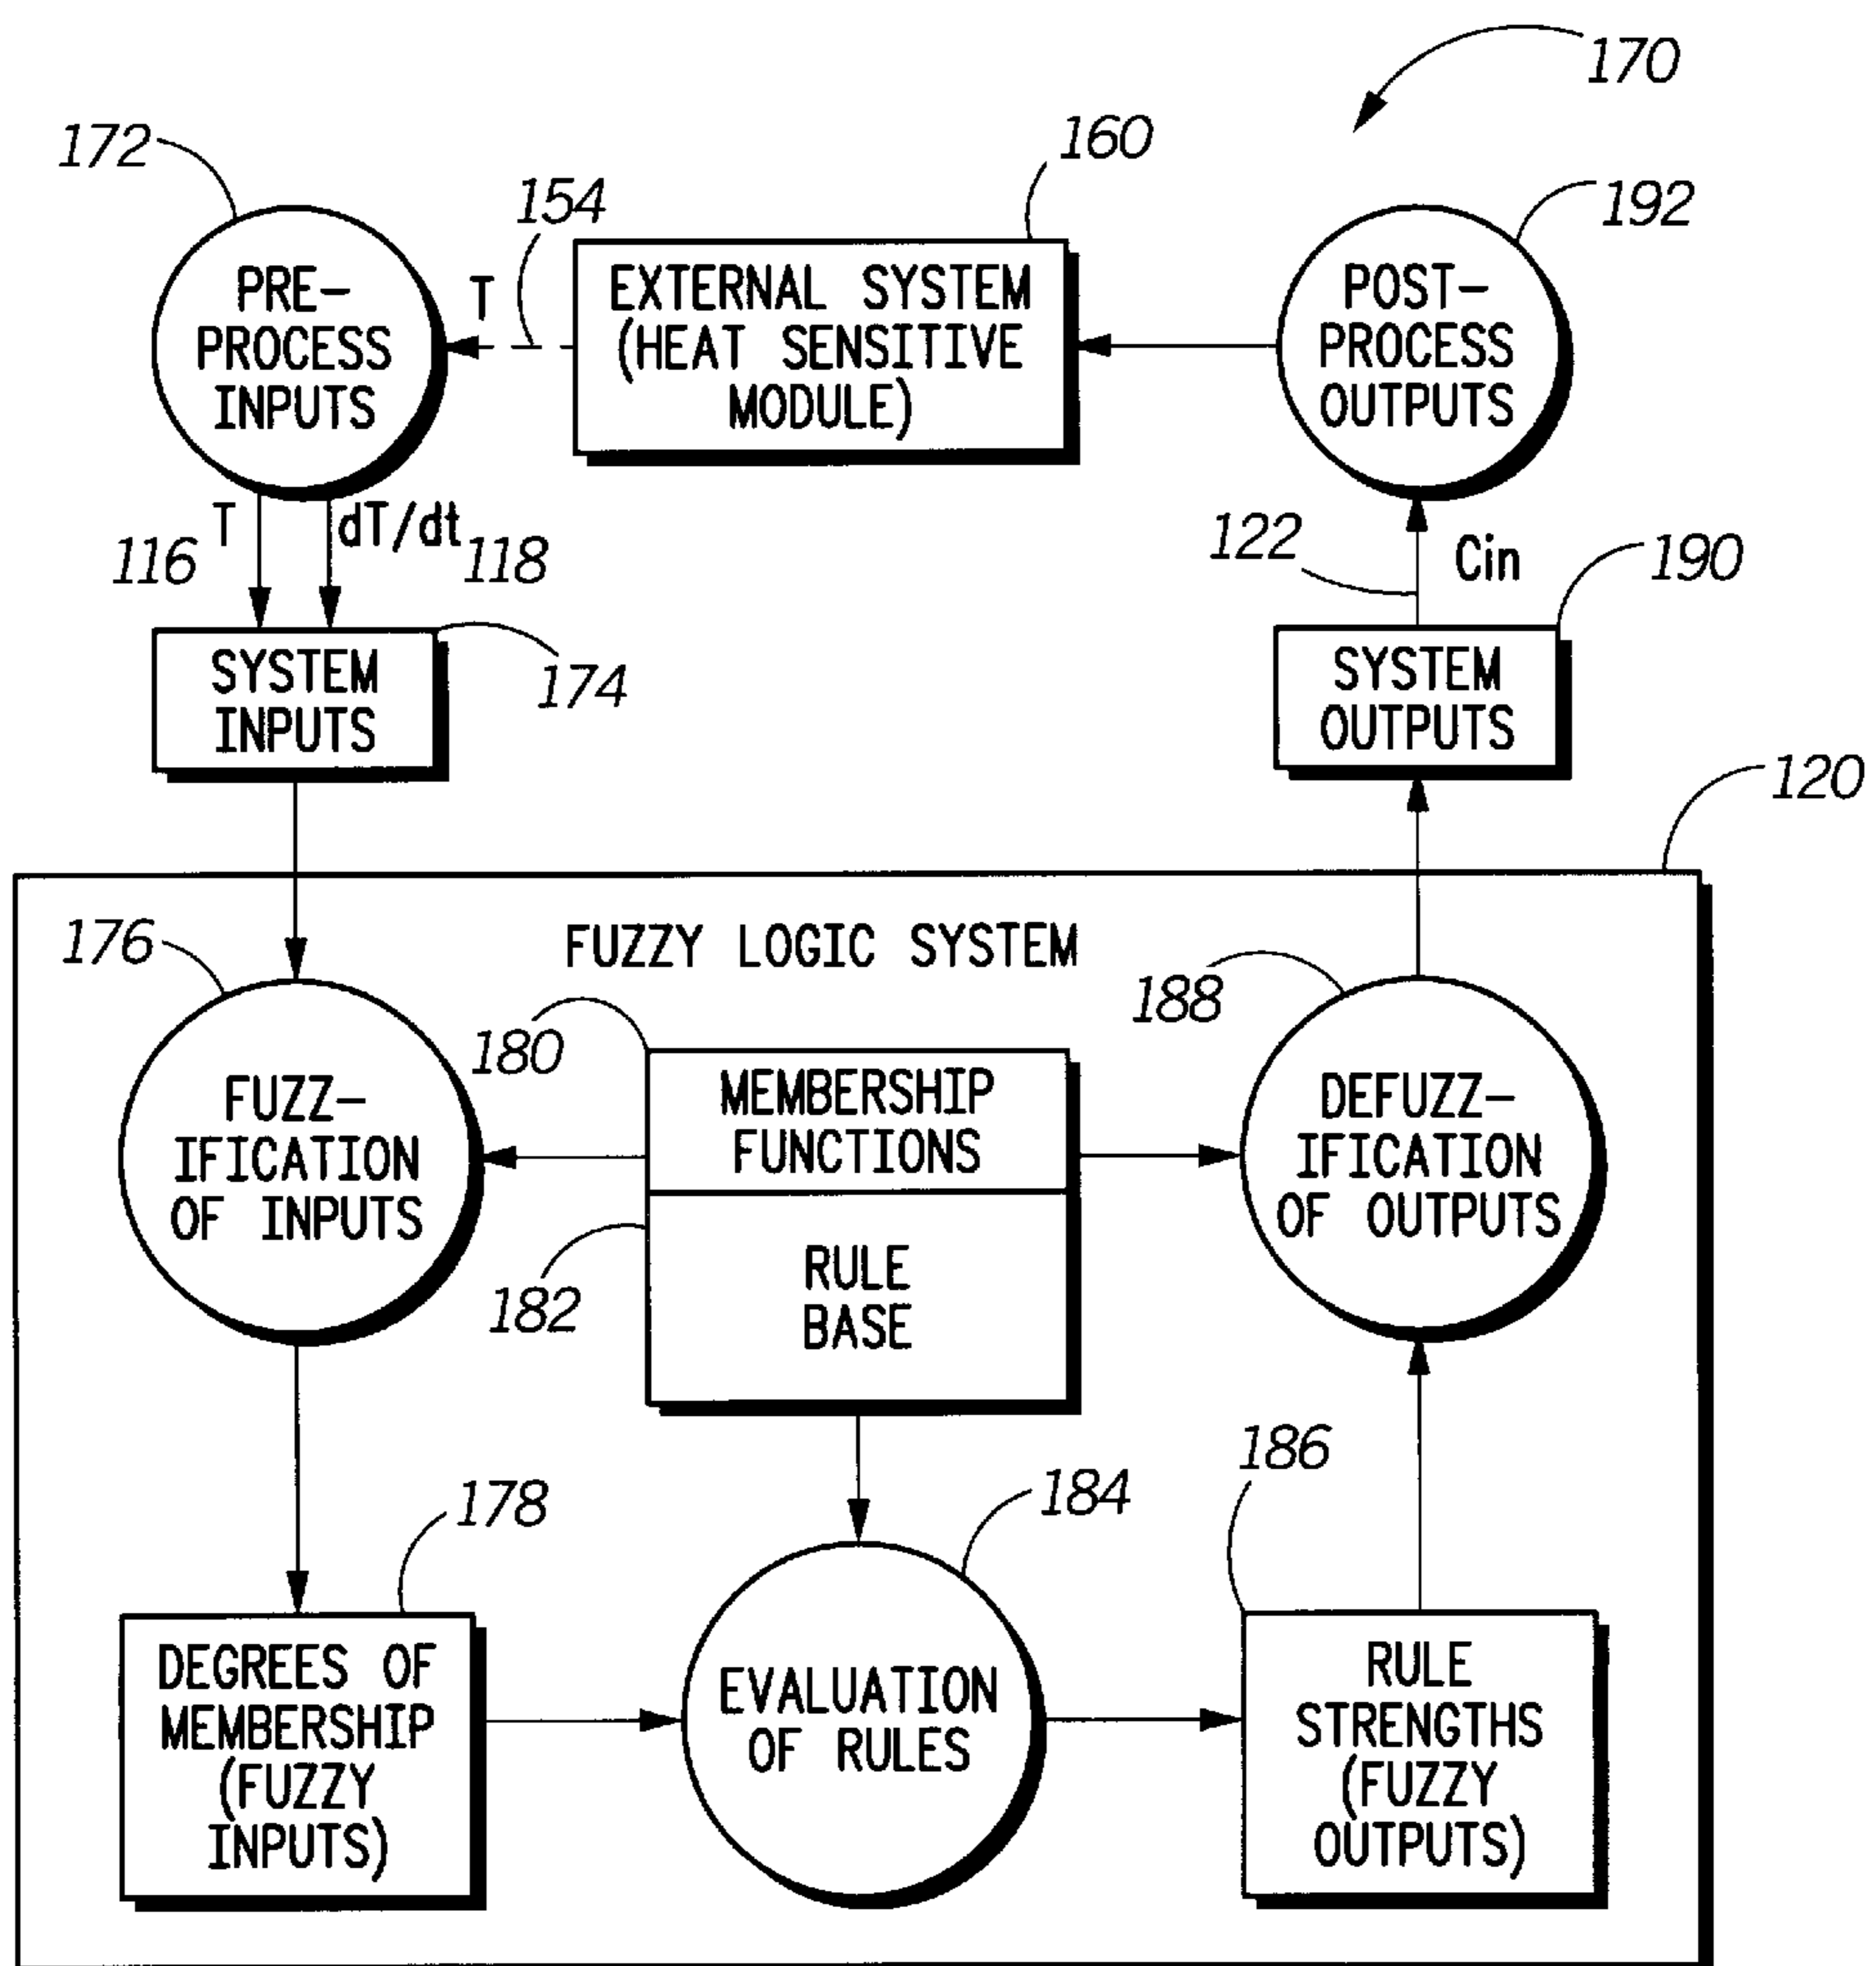 170
172
160
154
192
PRE-
PROCESS
INPUTS
T
EXTERNAL SYSTEM
(HEAT SENSITIVE
MODULE)
POST-
PROCESS
OUTPUTS
116
T
dT/dt
118
122
Cin
190
SYSTEM
INPUTS
174
SYSTEM
OUTPUTS
120
FUZZY LOGIC SYSTEM
176
180
188
FUZZ-
IFICATION
OF INPUTS
MEMBERSHIP
FUNCTIONS
DEFUZZ-
IFICATION
OF OUTPUTS
182
RULE
BASE
178
184
186
DEGREES OF
MEMBERSHIP
(FUZZY
INPUTS)
EVALUATION
OF RULES
RULE
STRENGTHS
(FUZZY
OUTPUTS)